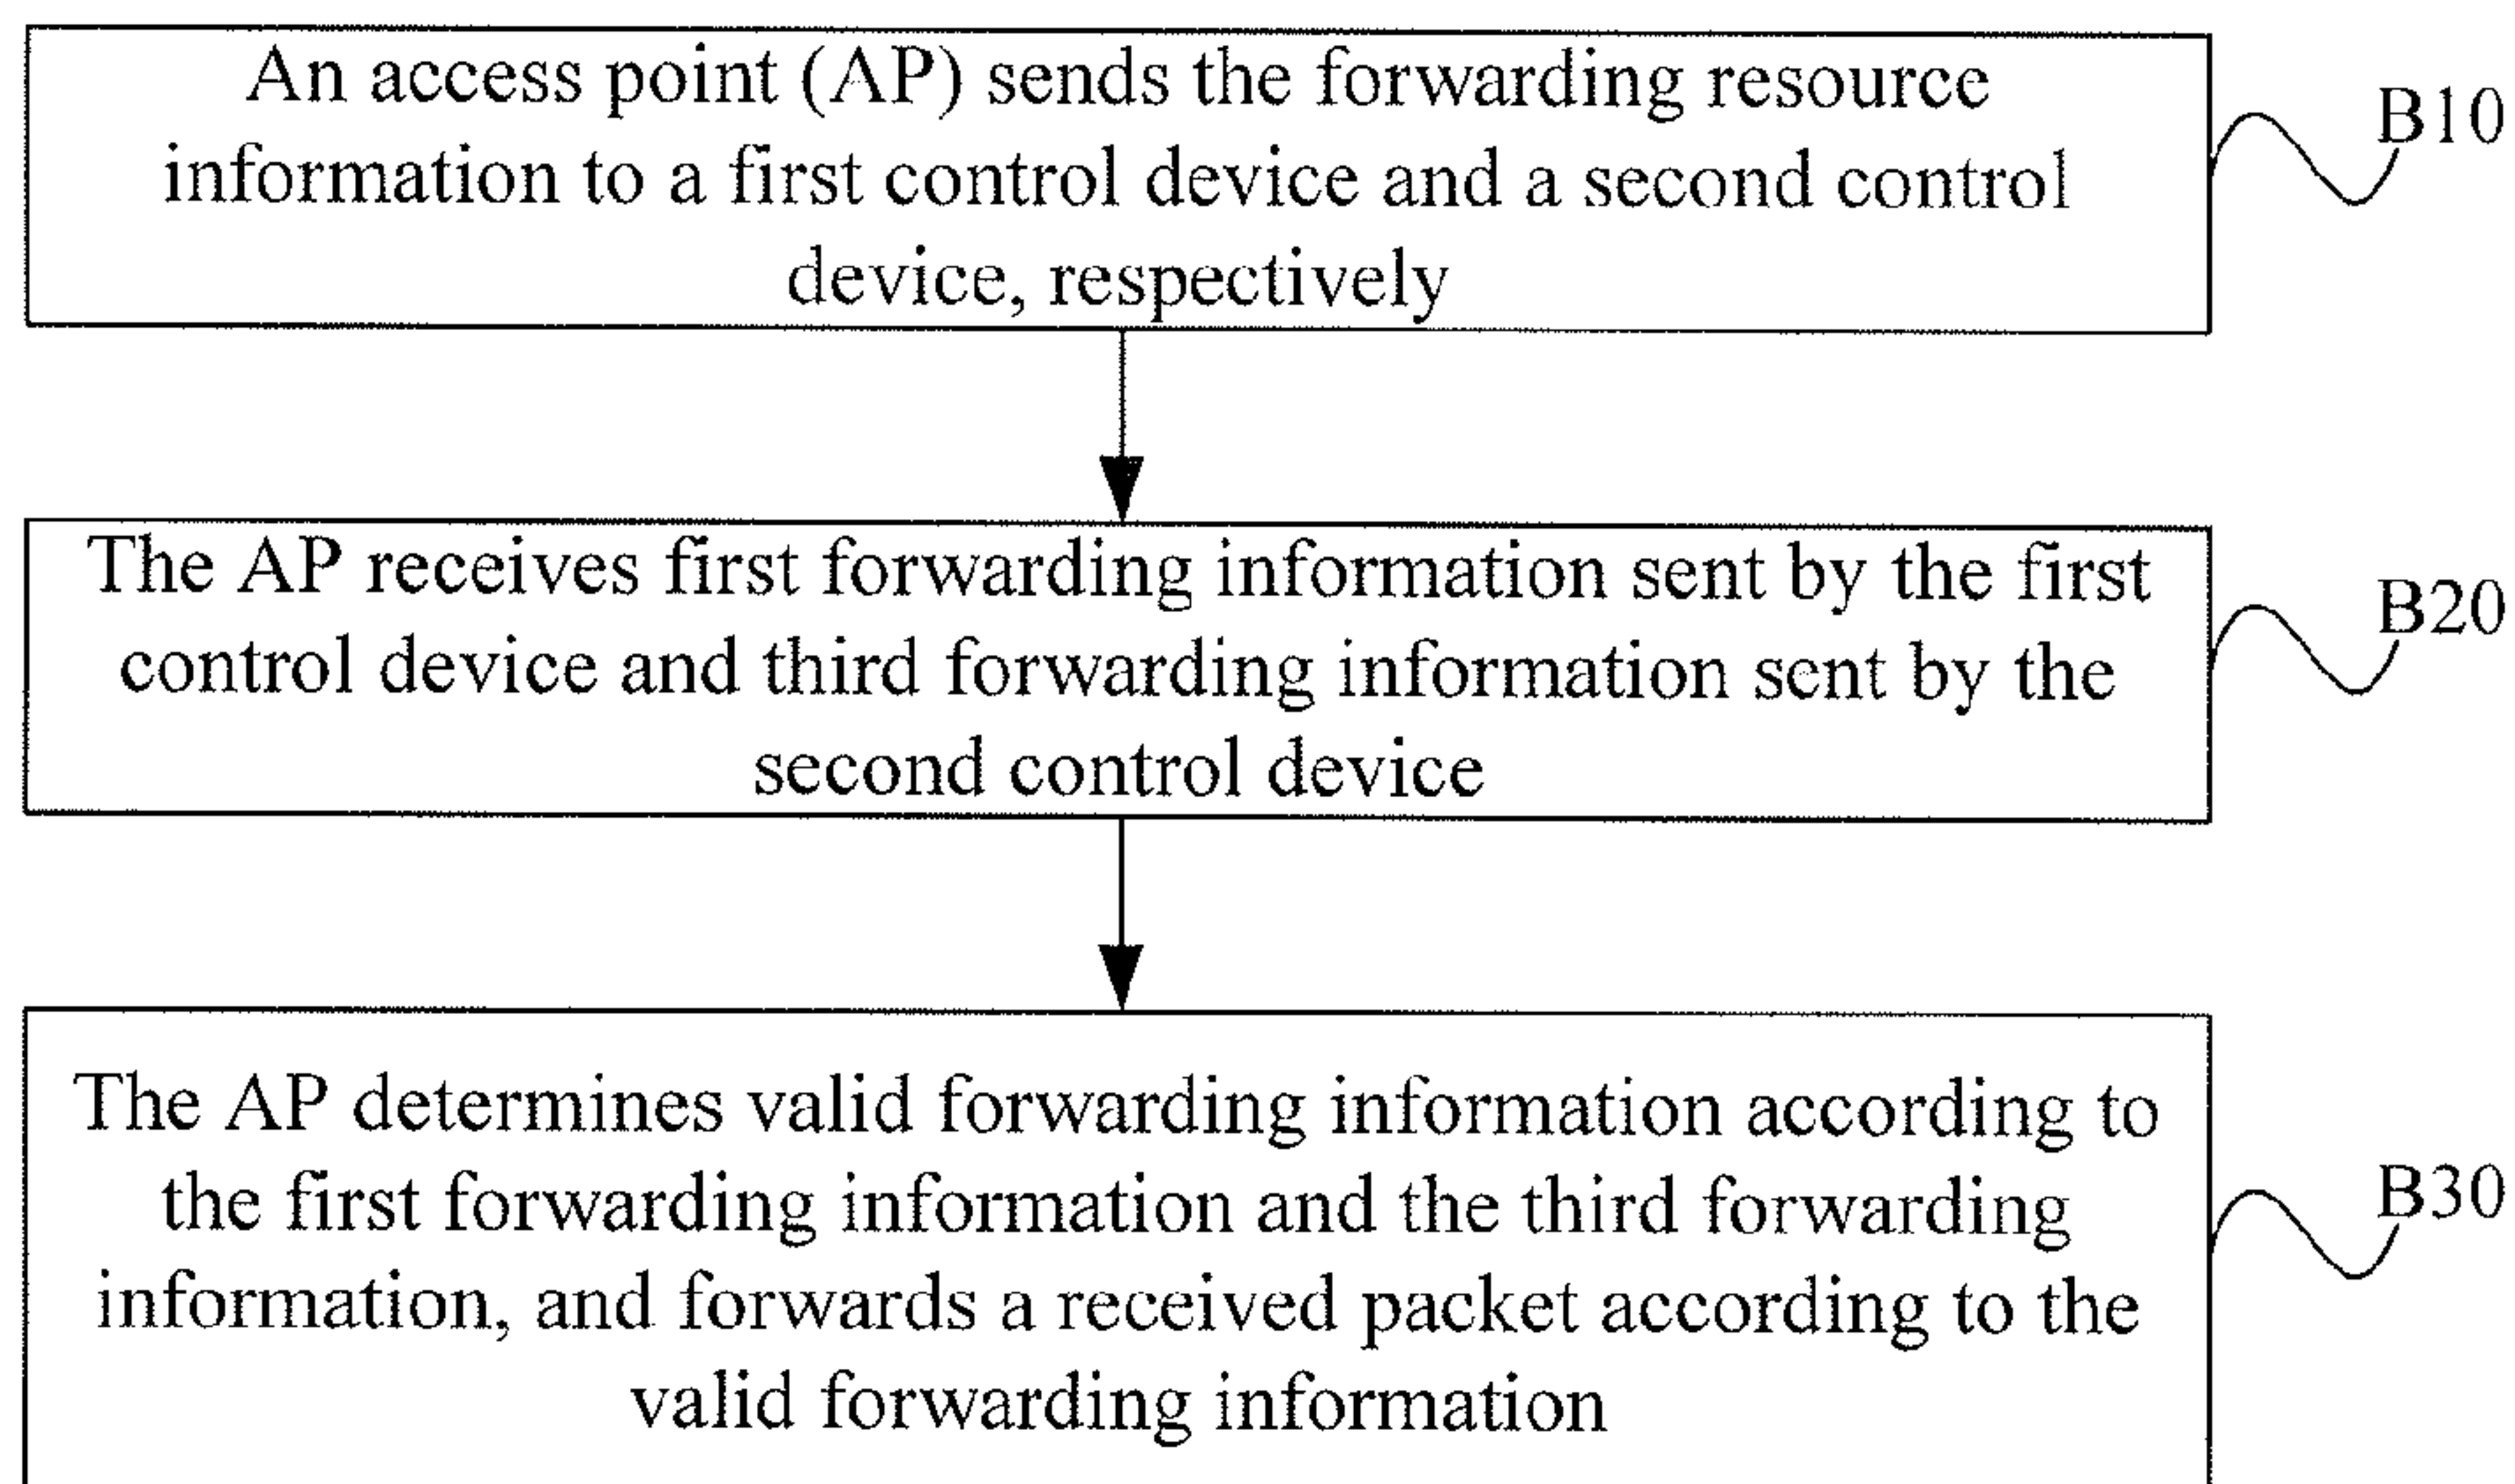 An access point (AP) sends the forwarding resource
information to a first control device and a second control
device, respectively
B10
The AP receives first forwarding information sent by the first
control device and third forwarding information sent by the
second control device
B20
The AP determines valid forwarding information according to
the first forwarding information and the third forwarding
information, and forwards a received packet according to the
valid forwarding information
B30